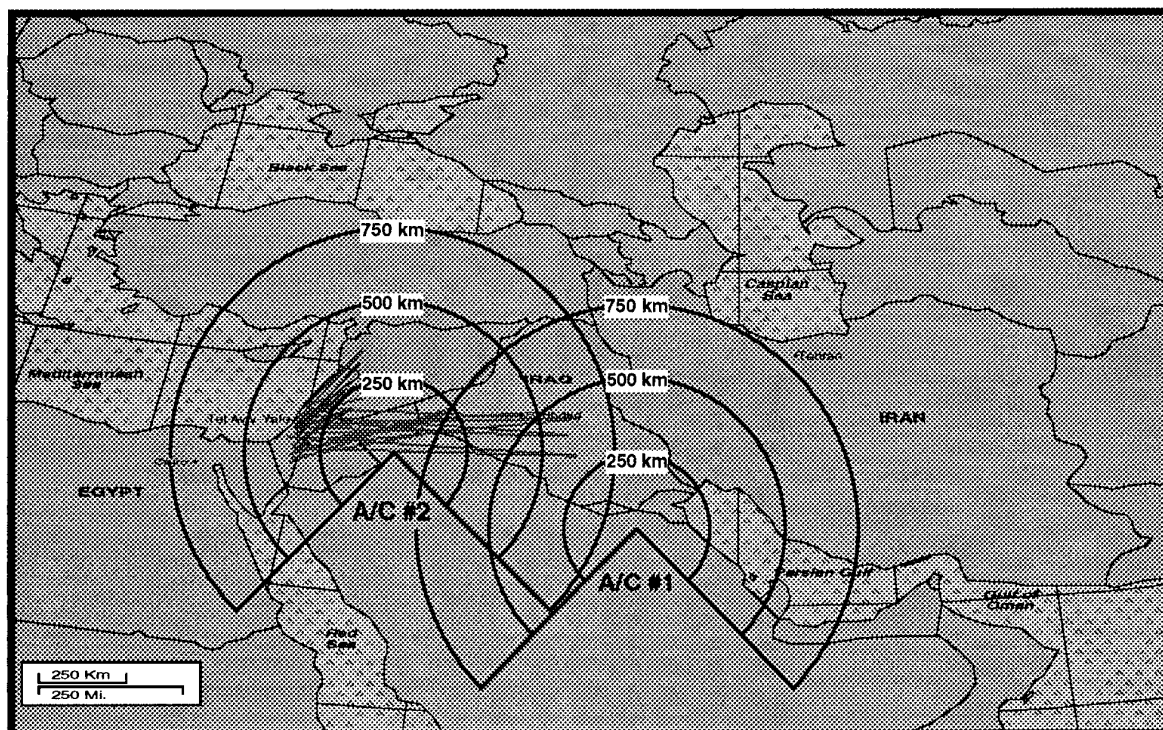 Black Sea
750 km
Caspian
Sea
500 km
750 km
Tehran
Mediterranean
Sea
250 km
500 km
IRAQ
Tel Aviv
IRAN
250 km
EGYPT
A/C #2
A/C #1
Persian Gulf
Gulf of
Oman
Red
Sea
250 Km
250 Mi.